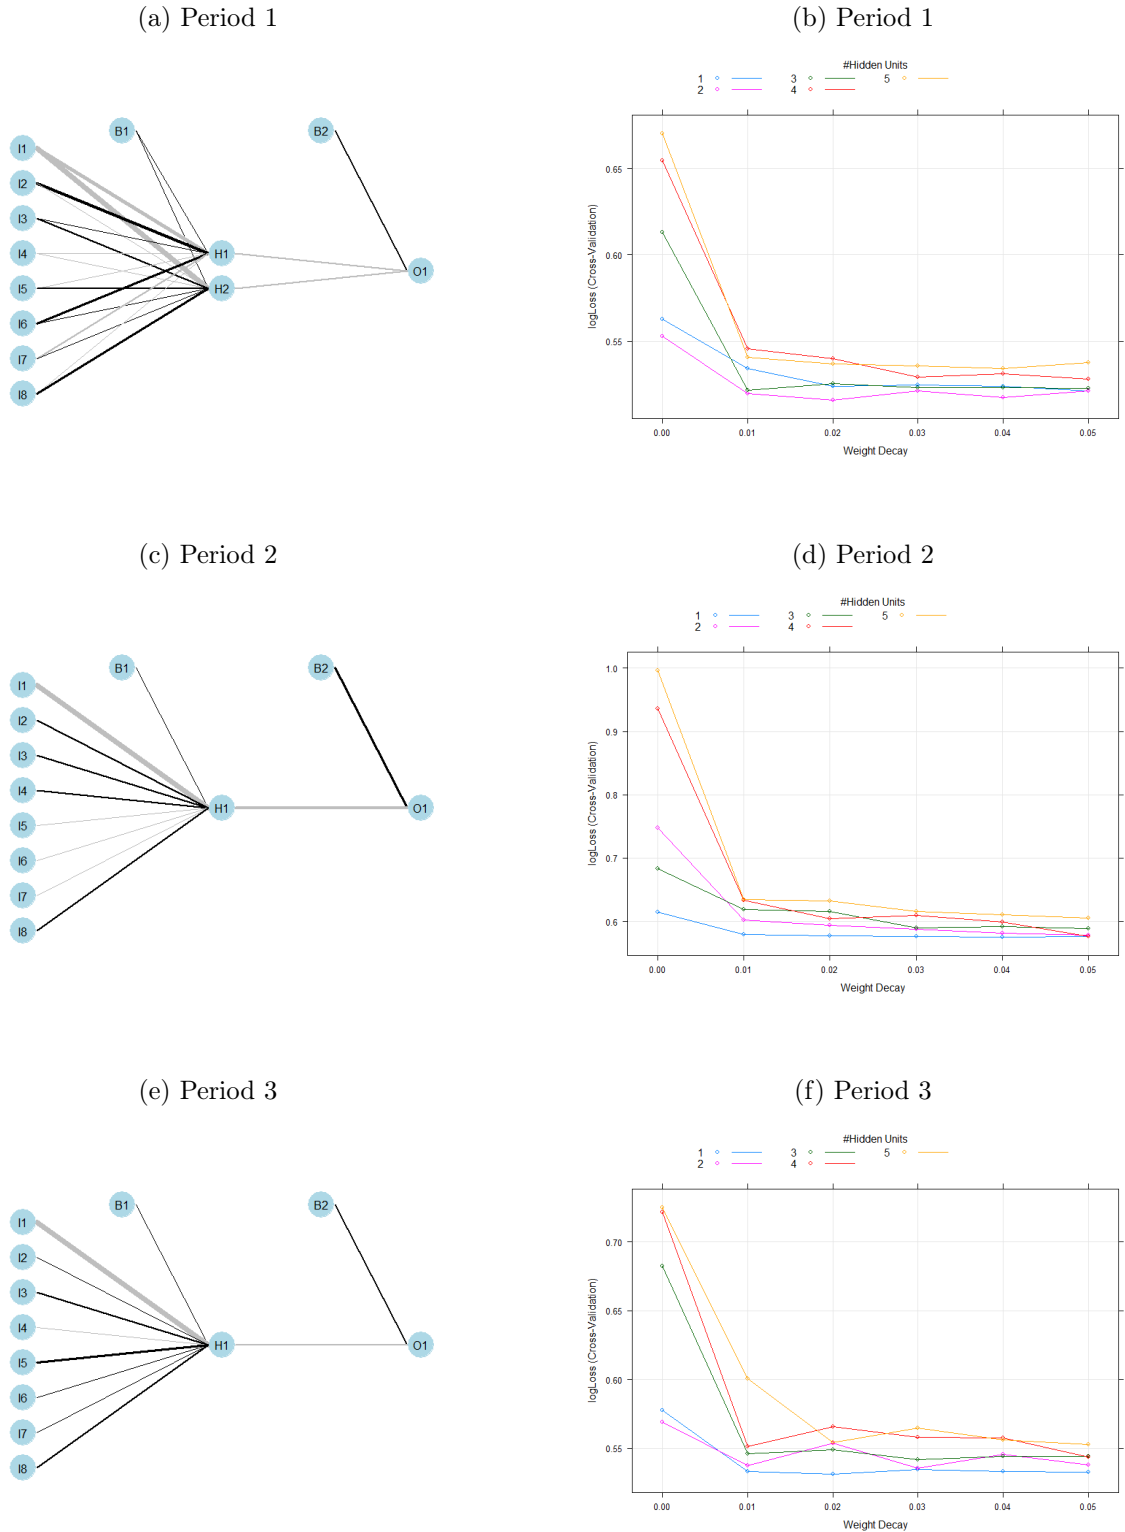 (a) Period 1
I1
I2
I3
I4
I5
I6
I7
I8
B1
H1
H2
B2
O1
(b) Period 1
#Hidden Units
1 3 5
2 4
logLoss (Cross-Validation)
0.65
0.60
0.55
0.00 0.01 0.02 0.03 0.04 0.05
Weight Decay
(c) Period 2
I1
I2
I3
I4
I5
I6
I7
I8
B1
H1
B2
O1
(d) Period 2
#Hidden Units
1 3 5
2 4
logLoss (Cross-Validation)
1.0
0.9
0.8
0.7
0.6
0.00 0.01 0.02 0.03 0.04 0.05
Weight Decay
(e) Period 3
I1
I2
I3
I4
I5
I6
I7
I8
B1
H1
B2
O1
(f) Period 3
#Hidden Units
1 3 5
2 4
logLoss (Cross-Validation)
0.70
0.65
0.60
0.55
0.00 0.01 0.02 0.03 0.04 0.05
Weight Decay